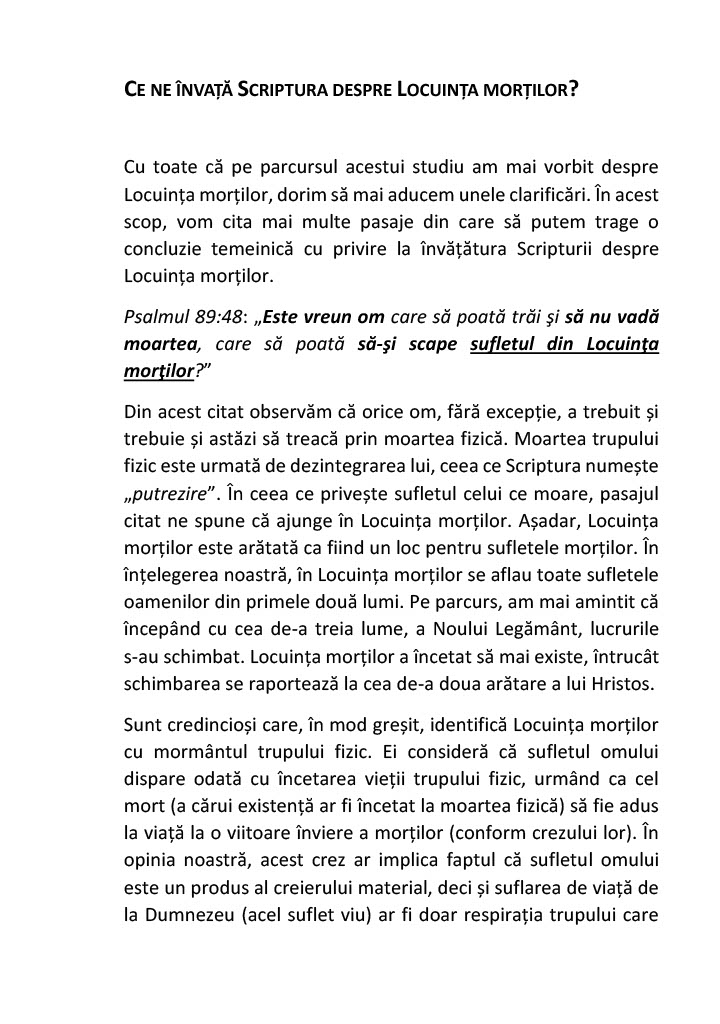 CE NE ÎNVAȚĂ SCRIPTURA DESPRE LOCUINȚA MORȚILOR?
Cu toate că pe parcursul acestui studiu am mai vorbit despre
Locuința morților, dorim să mai aducem unele clarificări. În acest
scop, vom cita mai multe pasaje din care să putem trage o
concluzie temeinică cu privire la învățătura Scripturii despre
Locuința morților.
Psalmul 89:48: „Este vreun om care să poată trăi şi să nu vadă
moartea, care să poată să-şi scape sufletul din Locuinţa
morţilor?”
Din acest citat observăm că orice om, fără excepție, a trebuit și
trebuie și astăzi să treacă prin moartea fizică. Moartea trupului
fizic este urmată de dezintegrarea lui, ceea ce Scriptura numește
„putrezire”. În ceea ce privește sufletul celui ce moare, pasajul
citat ne spune că ajunge în Locuința morților. Așadar, Locuința
morților este arătată ca fiind un loc pentru sufletele morților. În
înțelegerea noastră, în Locuința morților se aflau toate sufletele
oamenilor din primele două lumi. Pe parcurs, am mai amintit că
începând cu cea de-a treia lume, a Noului Legământ, lucrurile
s-au schimbat. Locuința morților a încetat să mai existe, întrucât
schimbarea se raportează la cea de-a doua arătare a lui Hristos.
Sunt credincioși care, în mod greșit, identifică Locuința morților
cu mormântul trupului fizic. Ei consideră că sufletul omului
dispare odată cu încetarea vieții trupului fizic, urmând ca cel
mort (a cărui existență ar fi încetat la moartea fizică) să fie adus
la viață la o viitoare înviere a morților (conform crezului lor). În
opinia noastră, acest crez ar implica faptul că sufletul omului
este un produs al creierului material, deci și suflarea de viață de
la Dumnezeu (acel suflet viu) ar fi doar respirația trupului care